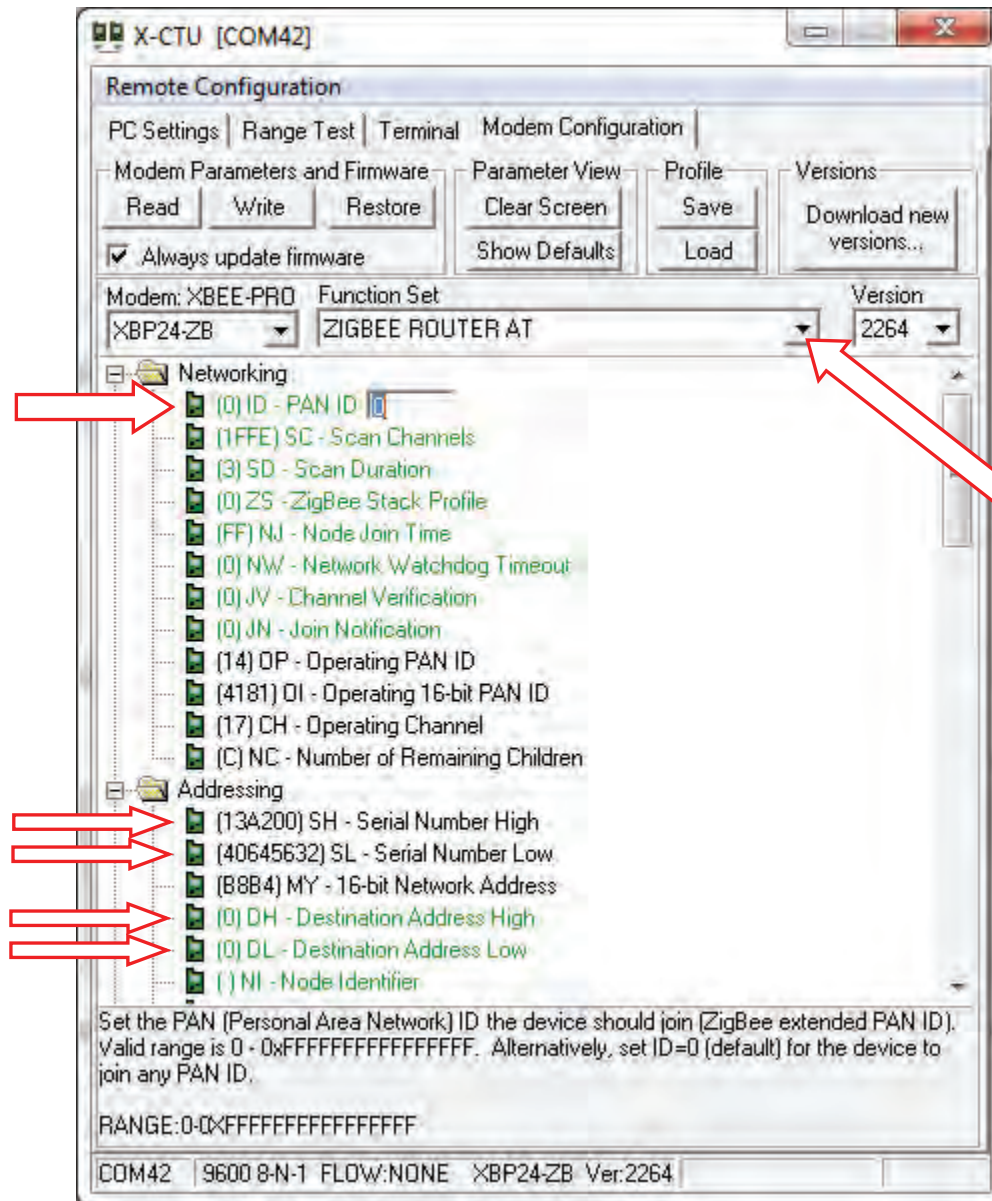 X-CTU [COM42]
Remote Configuration
PC Settings Range Test Terminal Modem Configuration
Modem Parameters and Firmware Parameter View Profile Versions
Read Write Restore Clear Screen Save Download new versions...
Always update firmware Show Defaults Load
Modem: XBEE-PRO Function Set Version
XBP24-ZB ZIGBEE ROUTER AT 2264
Networking
(0) ID - PAN ID 0
(1FFE) SC - Scan Channels
(3) SD - Scan Duration
(0) ZS - ZigBee Stack Profile
(FF) NJ - Node Join Time
(0) NW - Network Watchdog Timeout
(0) JV - Channel Verification
(0) JN - Join Notification
(14) OP - Operating PAN ID
(4181) OI - Operating 16-bit PAN ID
(17) CH - Operating Channel
(C) NC - Number of Remaining Children
Addressing
(13A200) SH - Serial Number High
(40645632) SL - Serial Number Low
(B8B4) MY - 16-bit Network Address
(0) DH - Destination Address High
(0) DL - Destination Address Low
( ) NI - Node Identifier
Set the PAN (Personal Area Network) ID the device should join (ZigBee extended PAN ID).
Valid range is 0 - 0xFFFFFFFFFFFFFFFF. Alternatively, set ID=0 (default) for the device to
join any PAN ID.
RANGE:0-0XFFFFFFFFFFFFFFFF
COM42 9600 8-N-1 FLOW:NONE XBP24-ZB Ver:2264